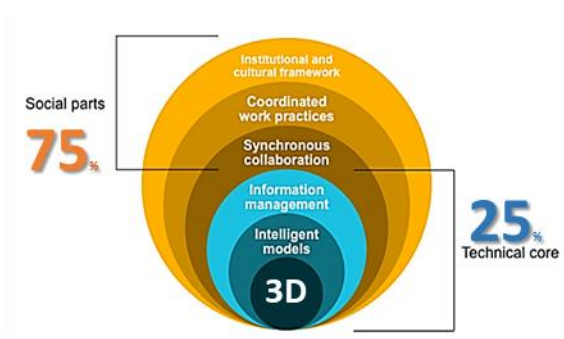 Institutional and
cultural framework
Social parts
75%
Coordinated
work practices
Synchronous
collaboration
Information
management
25%
Technical core
Intelligent
models
3D